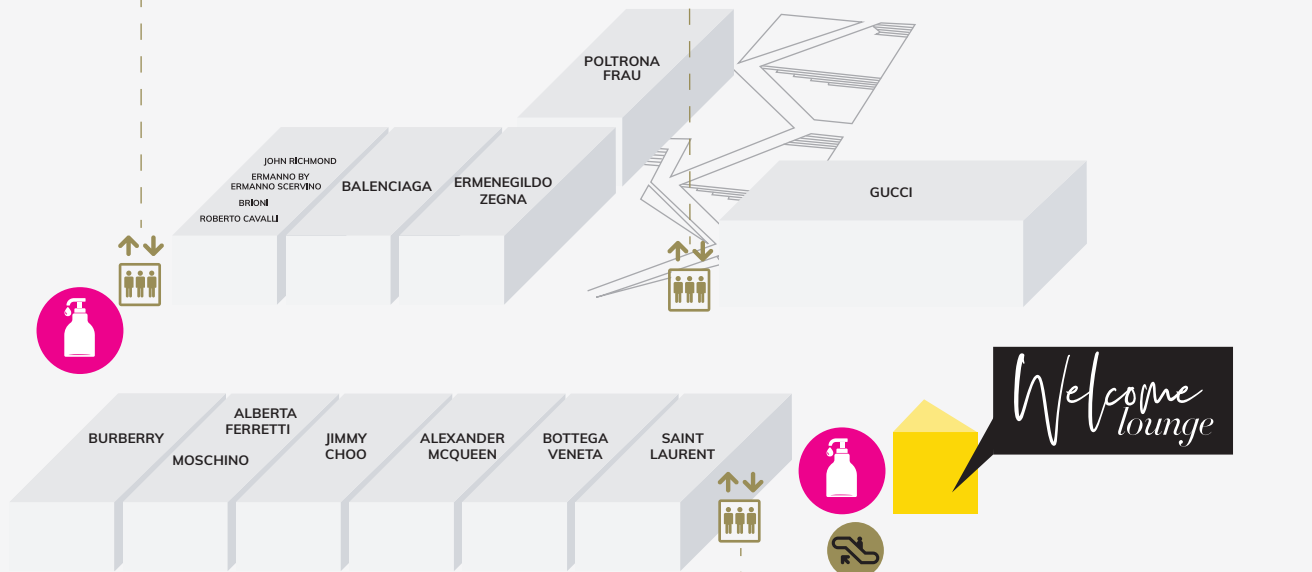 POLTRONA
FRAU
JOHN RICHMOND
ERMANNO BY
ERMANNO SCERVINO
BRIONI
ROBERTO CAVALLI
BALENCIAGA
ERMENEGILDO
ZEGNA
GUCCI
Welcome
lounge
BURBERRY
MOSCHINO
ALBERTA
FERRETTI
JIMMY
CHOO
ALEXANDER
MCQUEEN
BOTTEGA
VENETA
SAINT
LAURENT